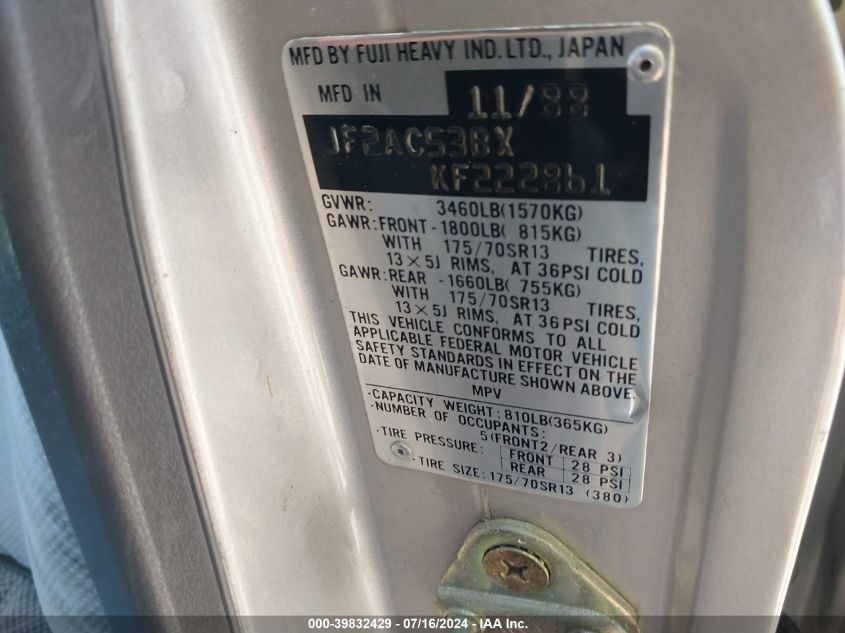 MFD BY FUJI HEAVY IND. LTD., JAPAN
MFD IN 11/88
JF2AC53BX
KF222861
GVWR: 3460LB(1570KG)
GAWR: FRONT - 1800LB( 815KG)
WITH 175/70SR13 TIRES,
13×5J RIMS, AT 36PSI COLD
GAWR: REAR - 1660LB( 755KG)
WITH 175/70SR13 TIRES,
13×5J RIMS, AT 36PSI COLD
THIS VEHICLE CONFORMS TO ALL
APPLICABLE FEDERAL MOTOR VEHICLE
SAFETY STANDARDS IN EFFECT ON THE
DATE OF MANUFACTURE SHOWN ABOVE.
MPV
·CAPACITY WEIGHT: 810LB(365KG)
·NUMBER OF OCCUPANTS:
5(FRONT2/REAR 3)
·TIRE PRESSURE: FRONT 28 PSI
REAR 28 PSI
·TIRE SIZE: 175/70SR13 (380)
000-39832429 - 07/16/2024 - IAAI.com